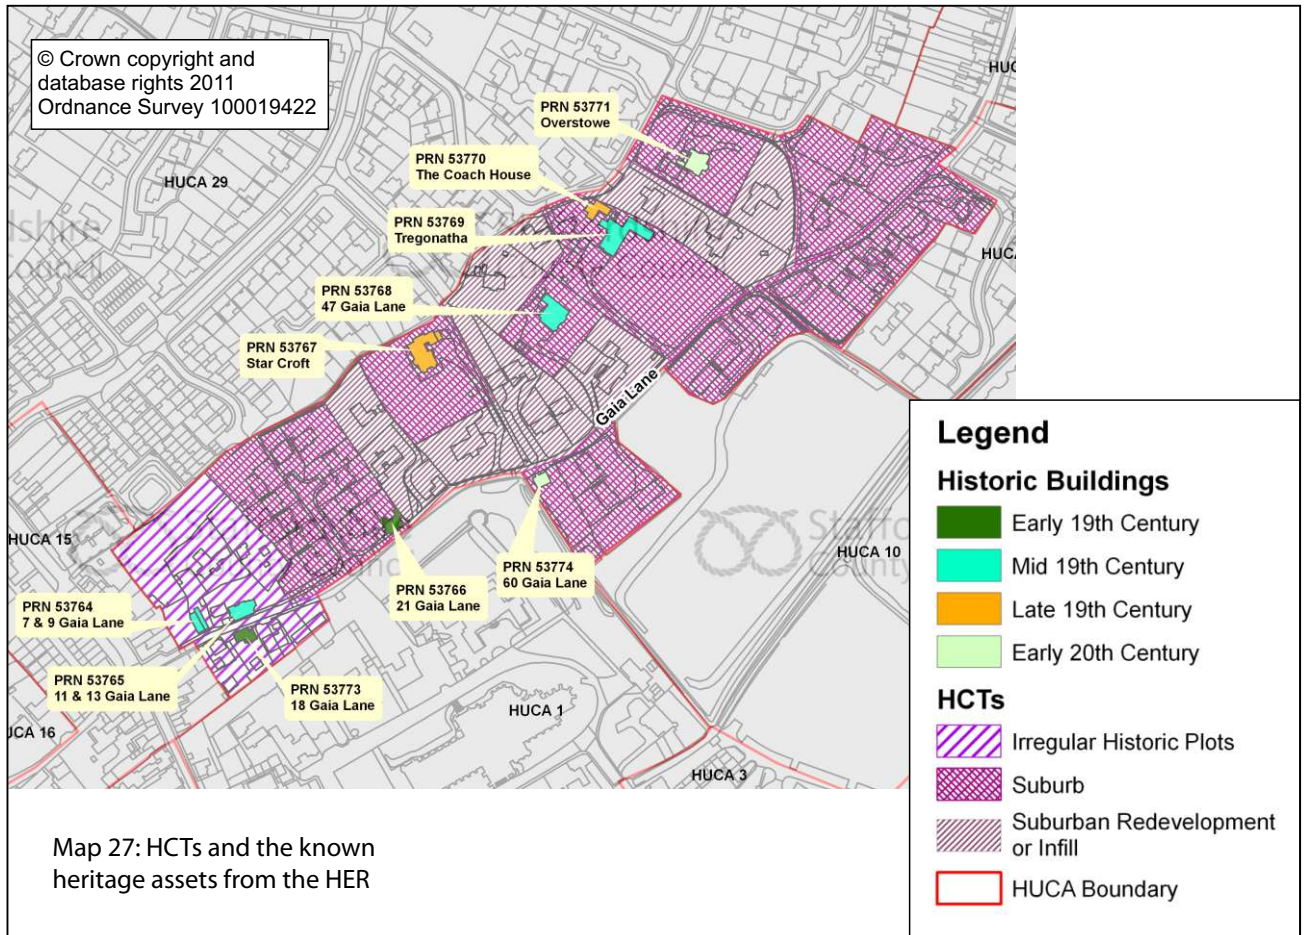 © Crown copyright and
database rights 2011
Ordnance Survey 100019422
HUCA 29
PRN 53771
Overstowe
PRN 53770
The Coach House
PRN 53769
Tregonatha
PRN 53768
47 Gaia Lane
PRN 53767
Star Croft
Gaia Lane
HUCA 15
HUCA 10
PRN 53774
60 Gaia Lane
PRN 53766
21 Gaia Lane
PRN 53764
7 & 9 Gaia Lane
PRN 53765
11 & 13 Gaia Lane
PRN 53773
18 Gaia Lane
HUCA 1
HUCA 3
Legend
Historic Buildings
Early 19th Century
Mid 19th Century
Late 19th Century
Early 20th Century
HCTs
Irregular Historic Plots
Suburb
Suburban Redevelopment
or Infill
HUCA Boundary
Map 27: HCTs and the known
heritage assets from the HER